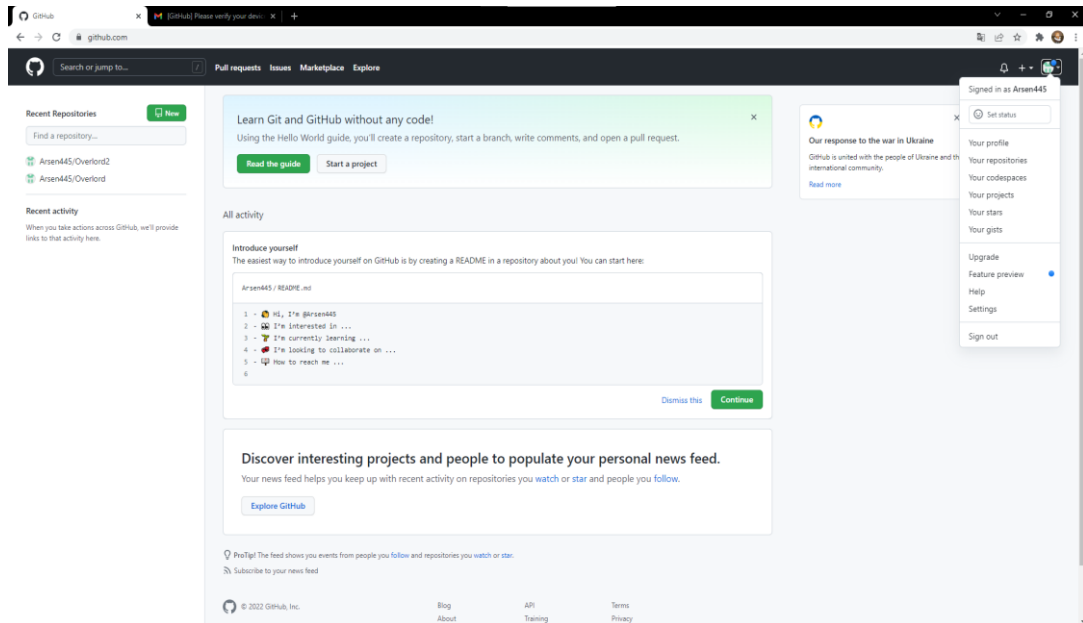 GitHub
[GitHub] Please verify your devic
github.com
Search or jump to...
/
Pull requests Issues Marketplace Explore
Recent Repositories
New
Find a repository...
Arsen445/Overlord2
Arsen445/Overlord
Recent activity
When you take actions across GitHub, we'll provide
links to that activity here.
Learn Git and GitHub without any code!
Using the Hello World guide, you'll create a repository, start a branch, write comments, and open a pull request.
Read the guide
Start a project
All activity
Introduce yourself
The easiest way to introduce yourself on GitHub is by creating a README in a repository about you! You can start here:
Arsen445 / README.md
1 - 👋 Hi, I'm @Arsen445
2 - 👀 I'm interested in ...
3 - 🌱 I'm currently learning ...
4 - 💞️ I'm looking to collaborate on ...
5 - 📫 How to reach me ...
6
Dismiss this
Continue
Discover interesting projects and people to populate your personal news feed.
Your news feed helps you keep up with recent activity on repositories you watch or star and people you follow.
Explore GitHub
ProTip! The feed shows you events from people you follow and repositories you watch or star.
Subscribe to your news feed
© 2022 GitHub, Inc.
Blog
About
API
Training
Terms
Privacy
Our response to the war in Ukraine
GitHub is united with the people of Ukraine and th
international community.
Read more
Signed in as Arsen445
Set status
Your profile
Your repositories
Your codespaces
Your projects
Your stars
Your gists
Upgrade
Feature preview
Help
Settings
Sign out